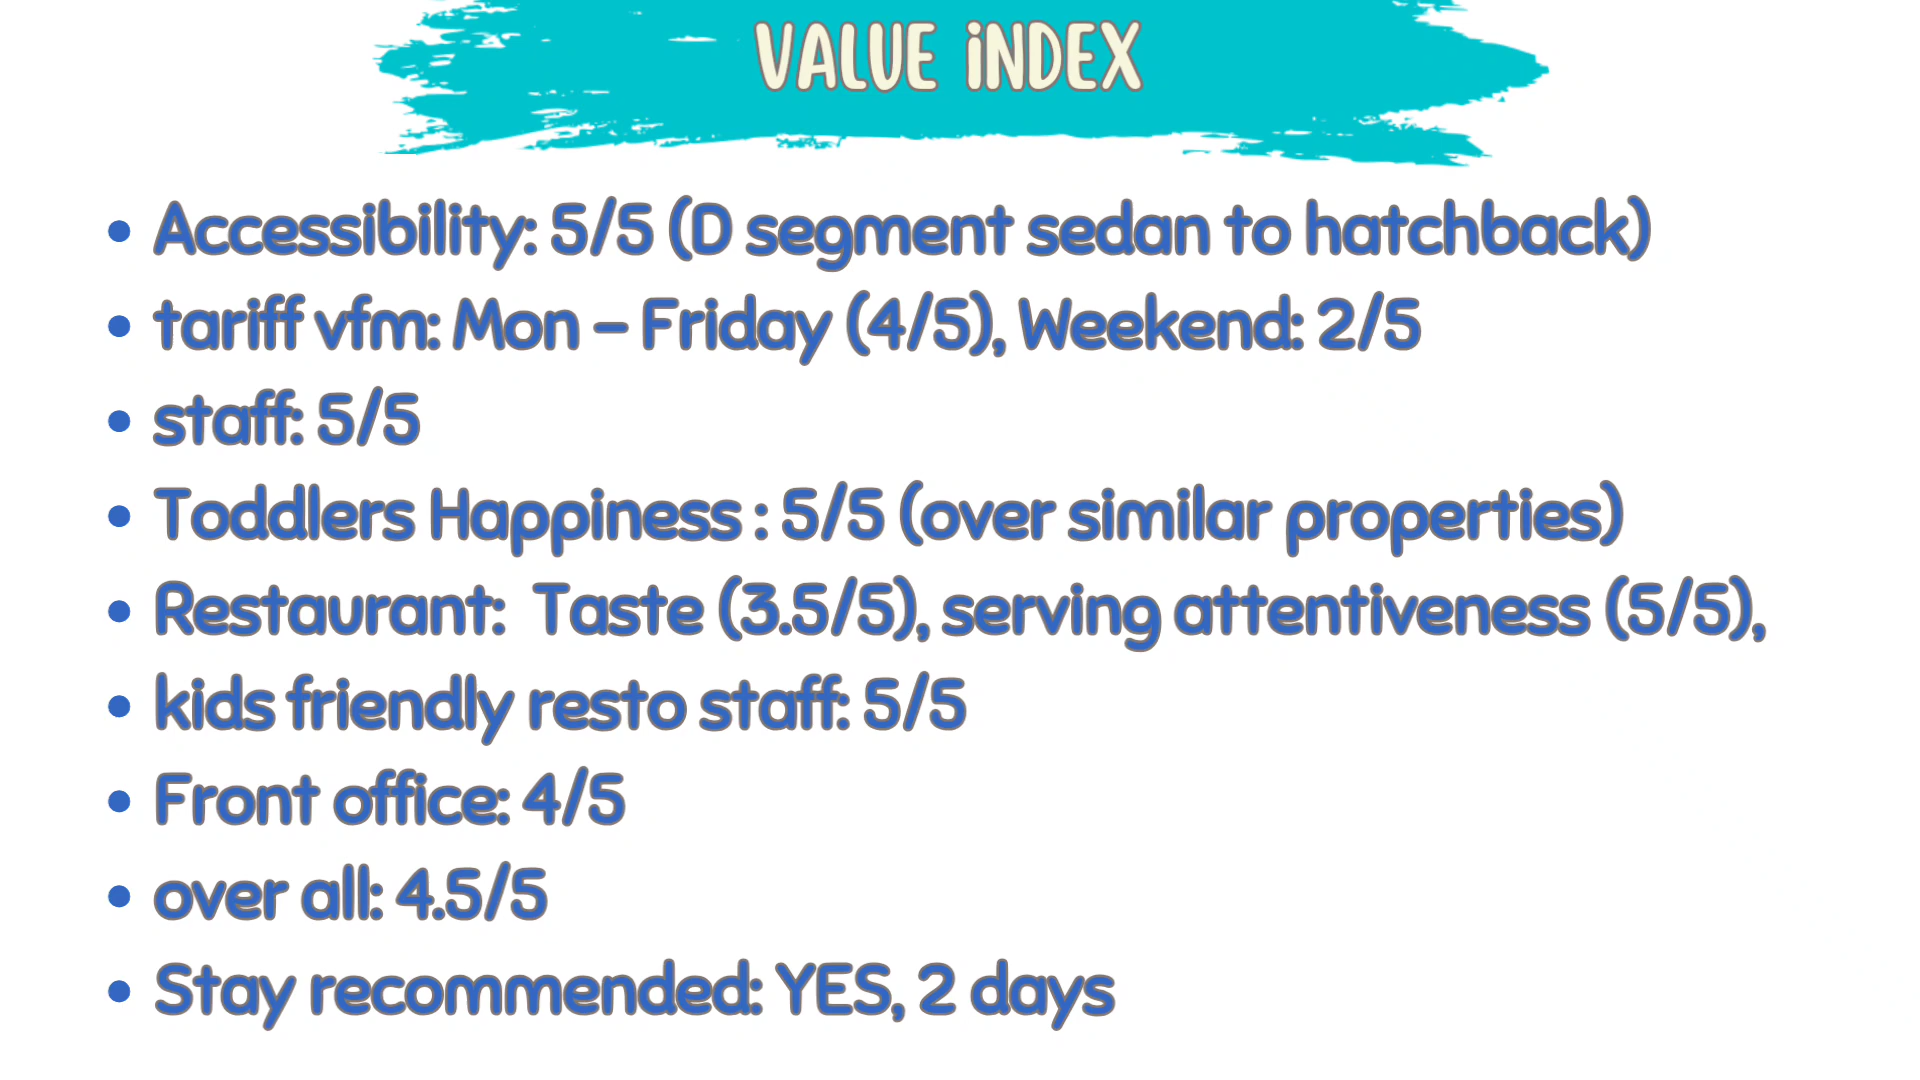 VALUE iNDEX
• Accessibility: 5/5 (D segment sedan to hatchback)
• tariff vfm: Mon – Friday (4/5), Weekend: 2/5
• staff: 5/5
• Toddlers Happiness : 5/5 (over similar properties)
• Restaurant:  Taste (3.5/5), serving attentiveness (5/5),
• kids friendly resto staff: 5/5
• Front office: 4/5
• over all: 4.5/5
• Stay recommended: YES, 2 days